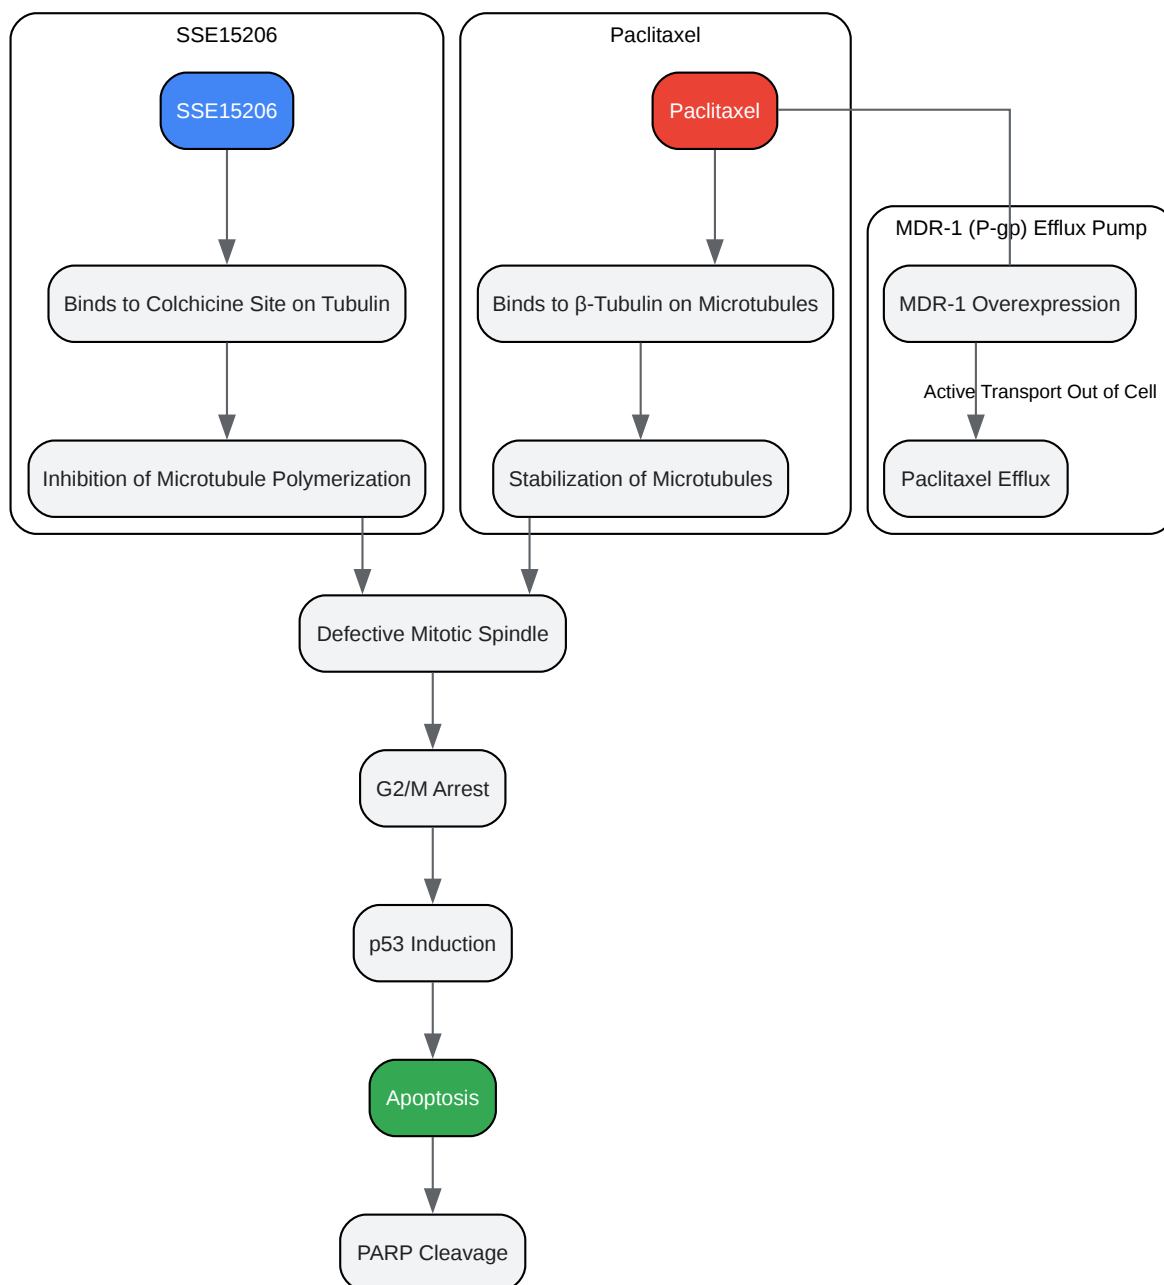 SSE15206
Paclitaxel
SSE15206
Paclitaxel
MDR-1 (P-gp) Efflux Pump
Binds to Colchicine Site on Tubulin
Binds to β-Tubulin on Microtubules
MDR-1 Overexpression
Active Transport Out of Cell
Inhibition of Microtubule Polymerization
Stabilization of Microtubules
Paclitaxel Efflux
Defective Mitotic Spindle
G2/M Arrest
p53 Induction
Apoptosis
PARP Cleavage